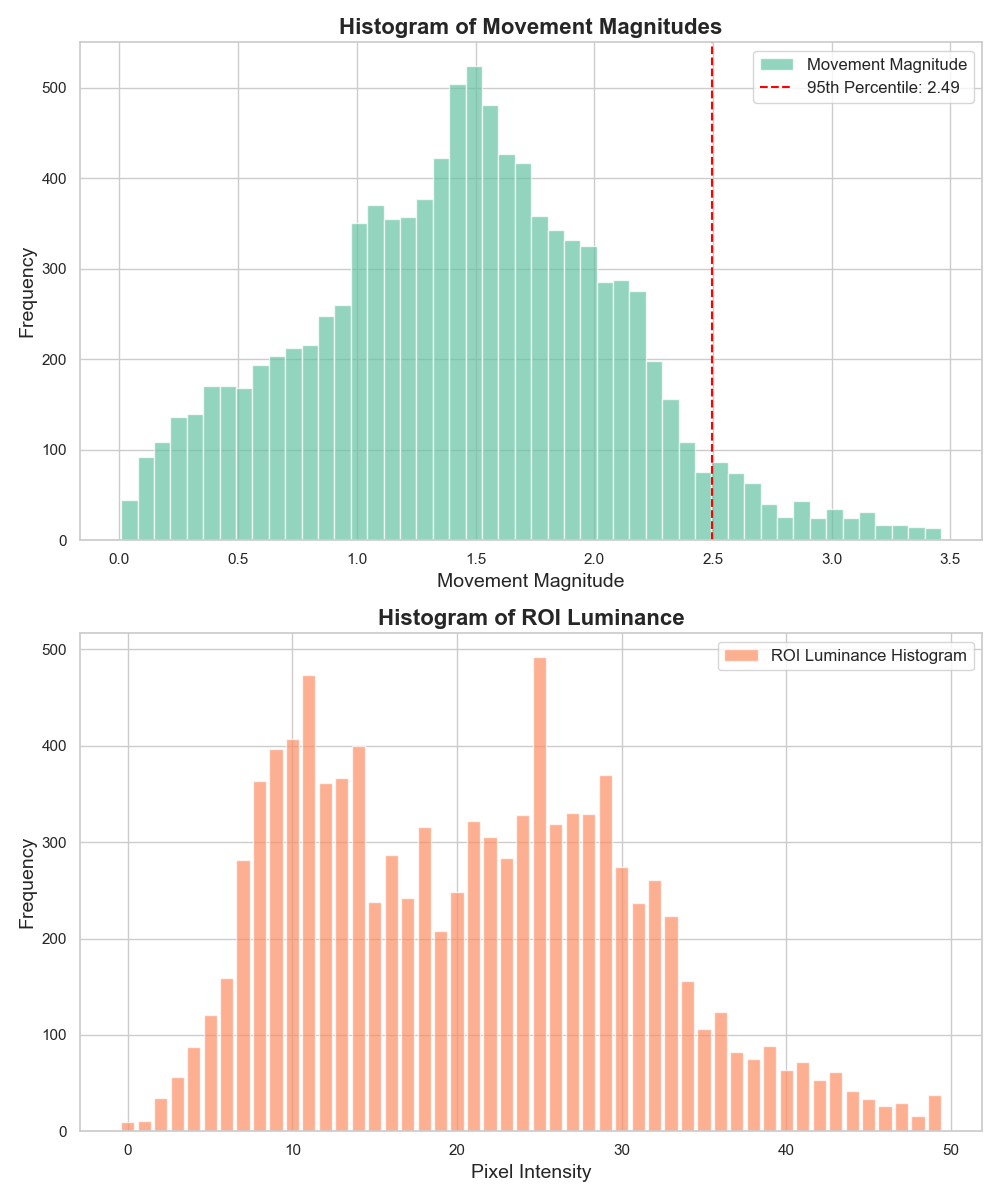 Histogram of Movement Magnitudes
Movement Magnitude
95th Percentile: 2.49
Frequency
500
400
300
200
100
0
0.0 0.5 1.0 1.5 2.0 2.5 3.0 3.5
Movement Magnitude
Histogram of ROI Luminance
ROI Luminance Histogram
Frequency
500
400
300
200
100
0
0 10 20 30 40 50
Pixel Intensity